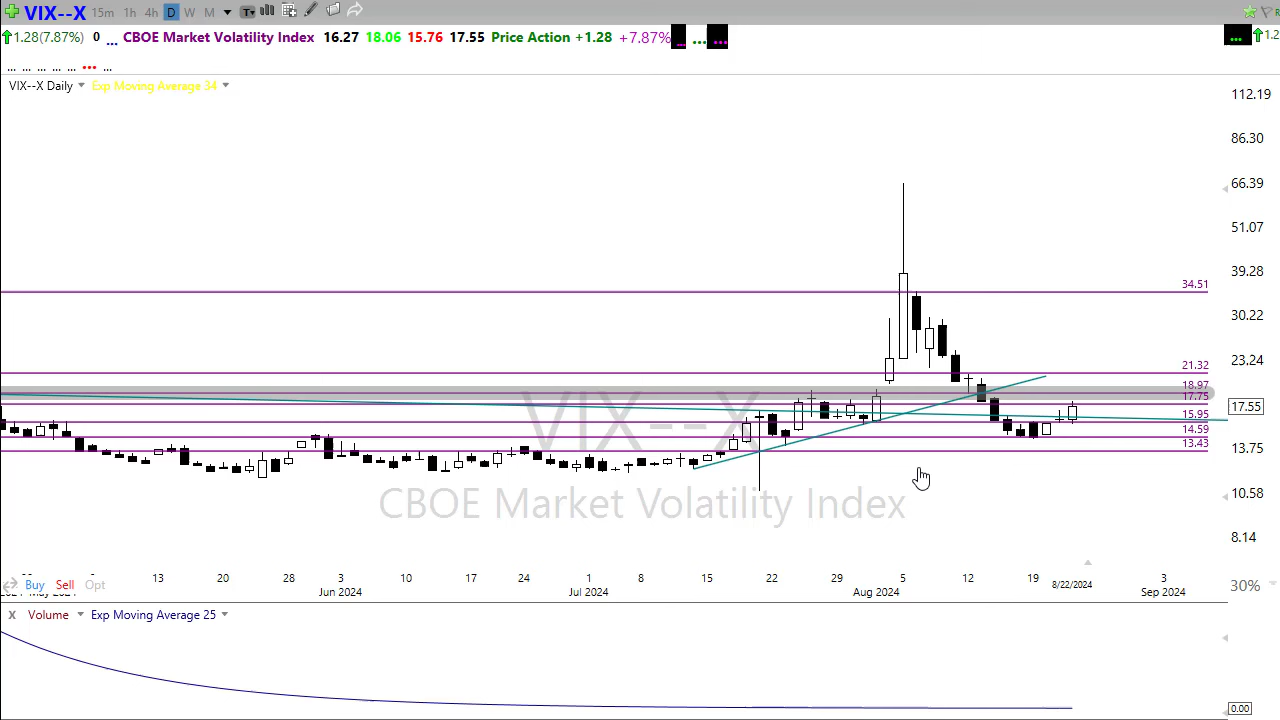 VIX--X 15m 1h 4h D W M
1.28(7.87%) 0 ... CBOE Market Volatility Index 16.27 18.06 15.76 17.55 Price Action +1.28 +7.87% ... ... ... ... 1.2
... ... ... ... ... ... ...
VIX--X Daily Exp Moving Average 34
112.19
86.30
66.39
51.07
39.28
34.51
30.22
23.24
21.32
18.97
17.75
17.55
15.95
14.59
13.43
13.75
10.58
8.14
VIX--X
CBOE Market Volatility Index
Buy Sell Opt
13 20 28 3 10 17 24 1 8 15 22 29 5 12 19 8/22/2024 3
30%
Jun 2024 Jul 2024 Aug 2024 Sep 2024
X Volume Exp Moving Average 25
0.00